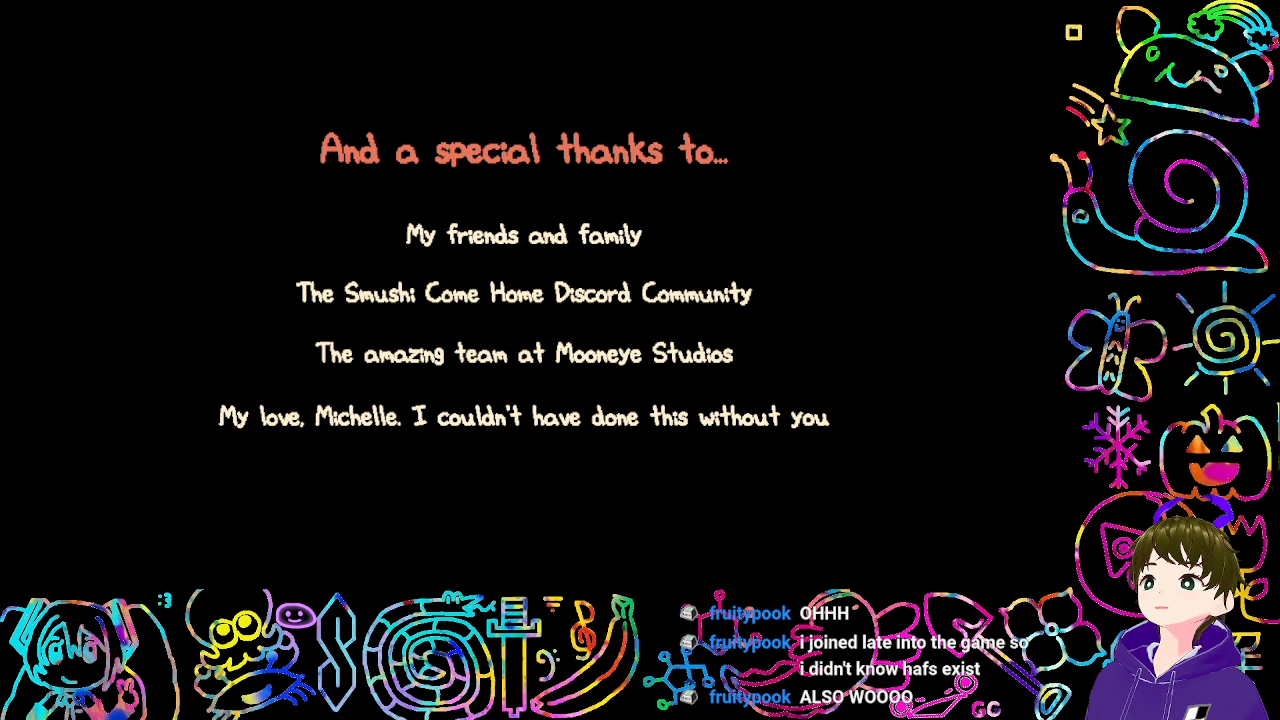 And a special thanks to...
My friends and family
The Smushi Come Home Discord Community
The amazing team at Mooneye Studios
My love, Michelle. I couldn't have done this without you
:3
fruitypook OHHH
fruitypook i joined late into the game so
i didn't know hafs exist
fruitypook ALSO WOOOO
GC